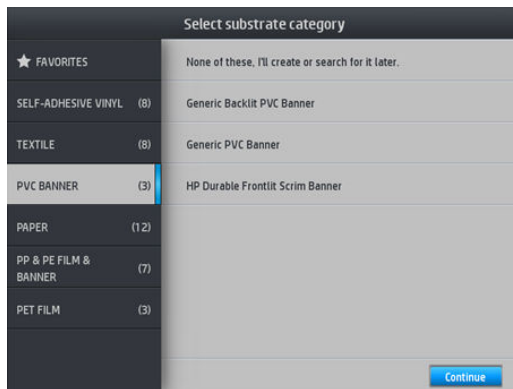 Select substrate category
FAVORITES
SELF-ADHESIVE VINYL (8)
TEXTILE (8)
PVC BANNER (3)
PAPER (12)
PP & PE FILM &
BANNER (7)
PET FILM (3)
None of these, I'll create or search for it later.
Generic Backlit PVC Banner
Generic PVC Banner
HP Durable Frontlit Scrim Banner
Continue